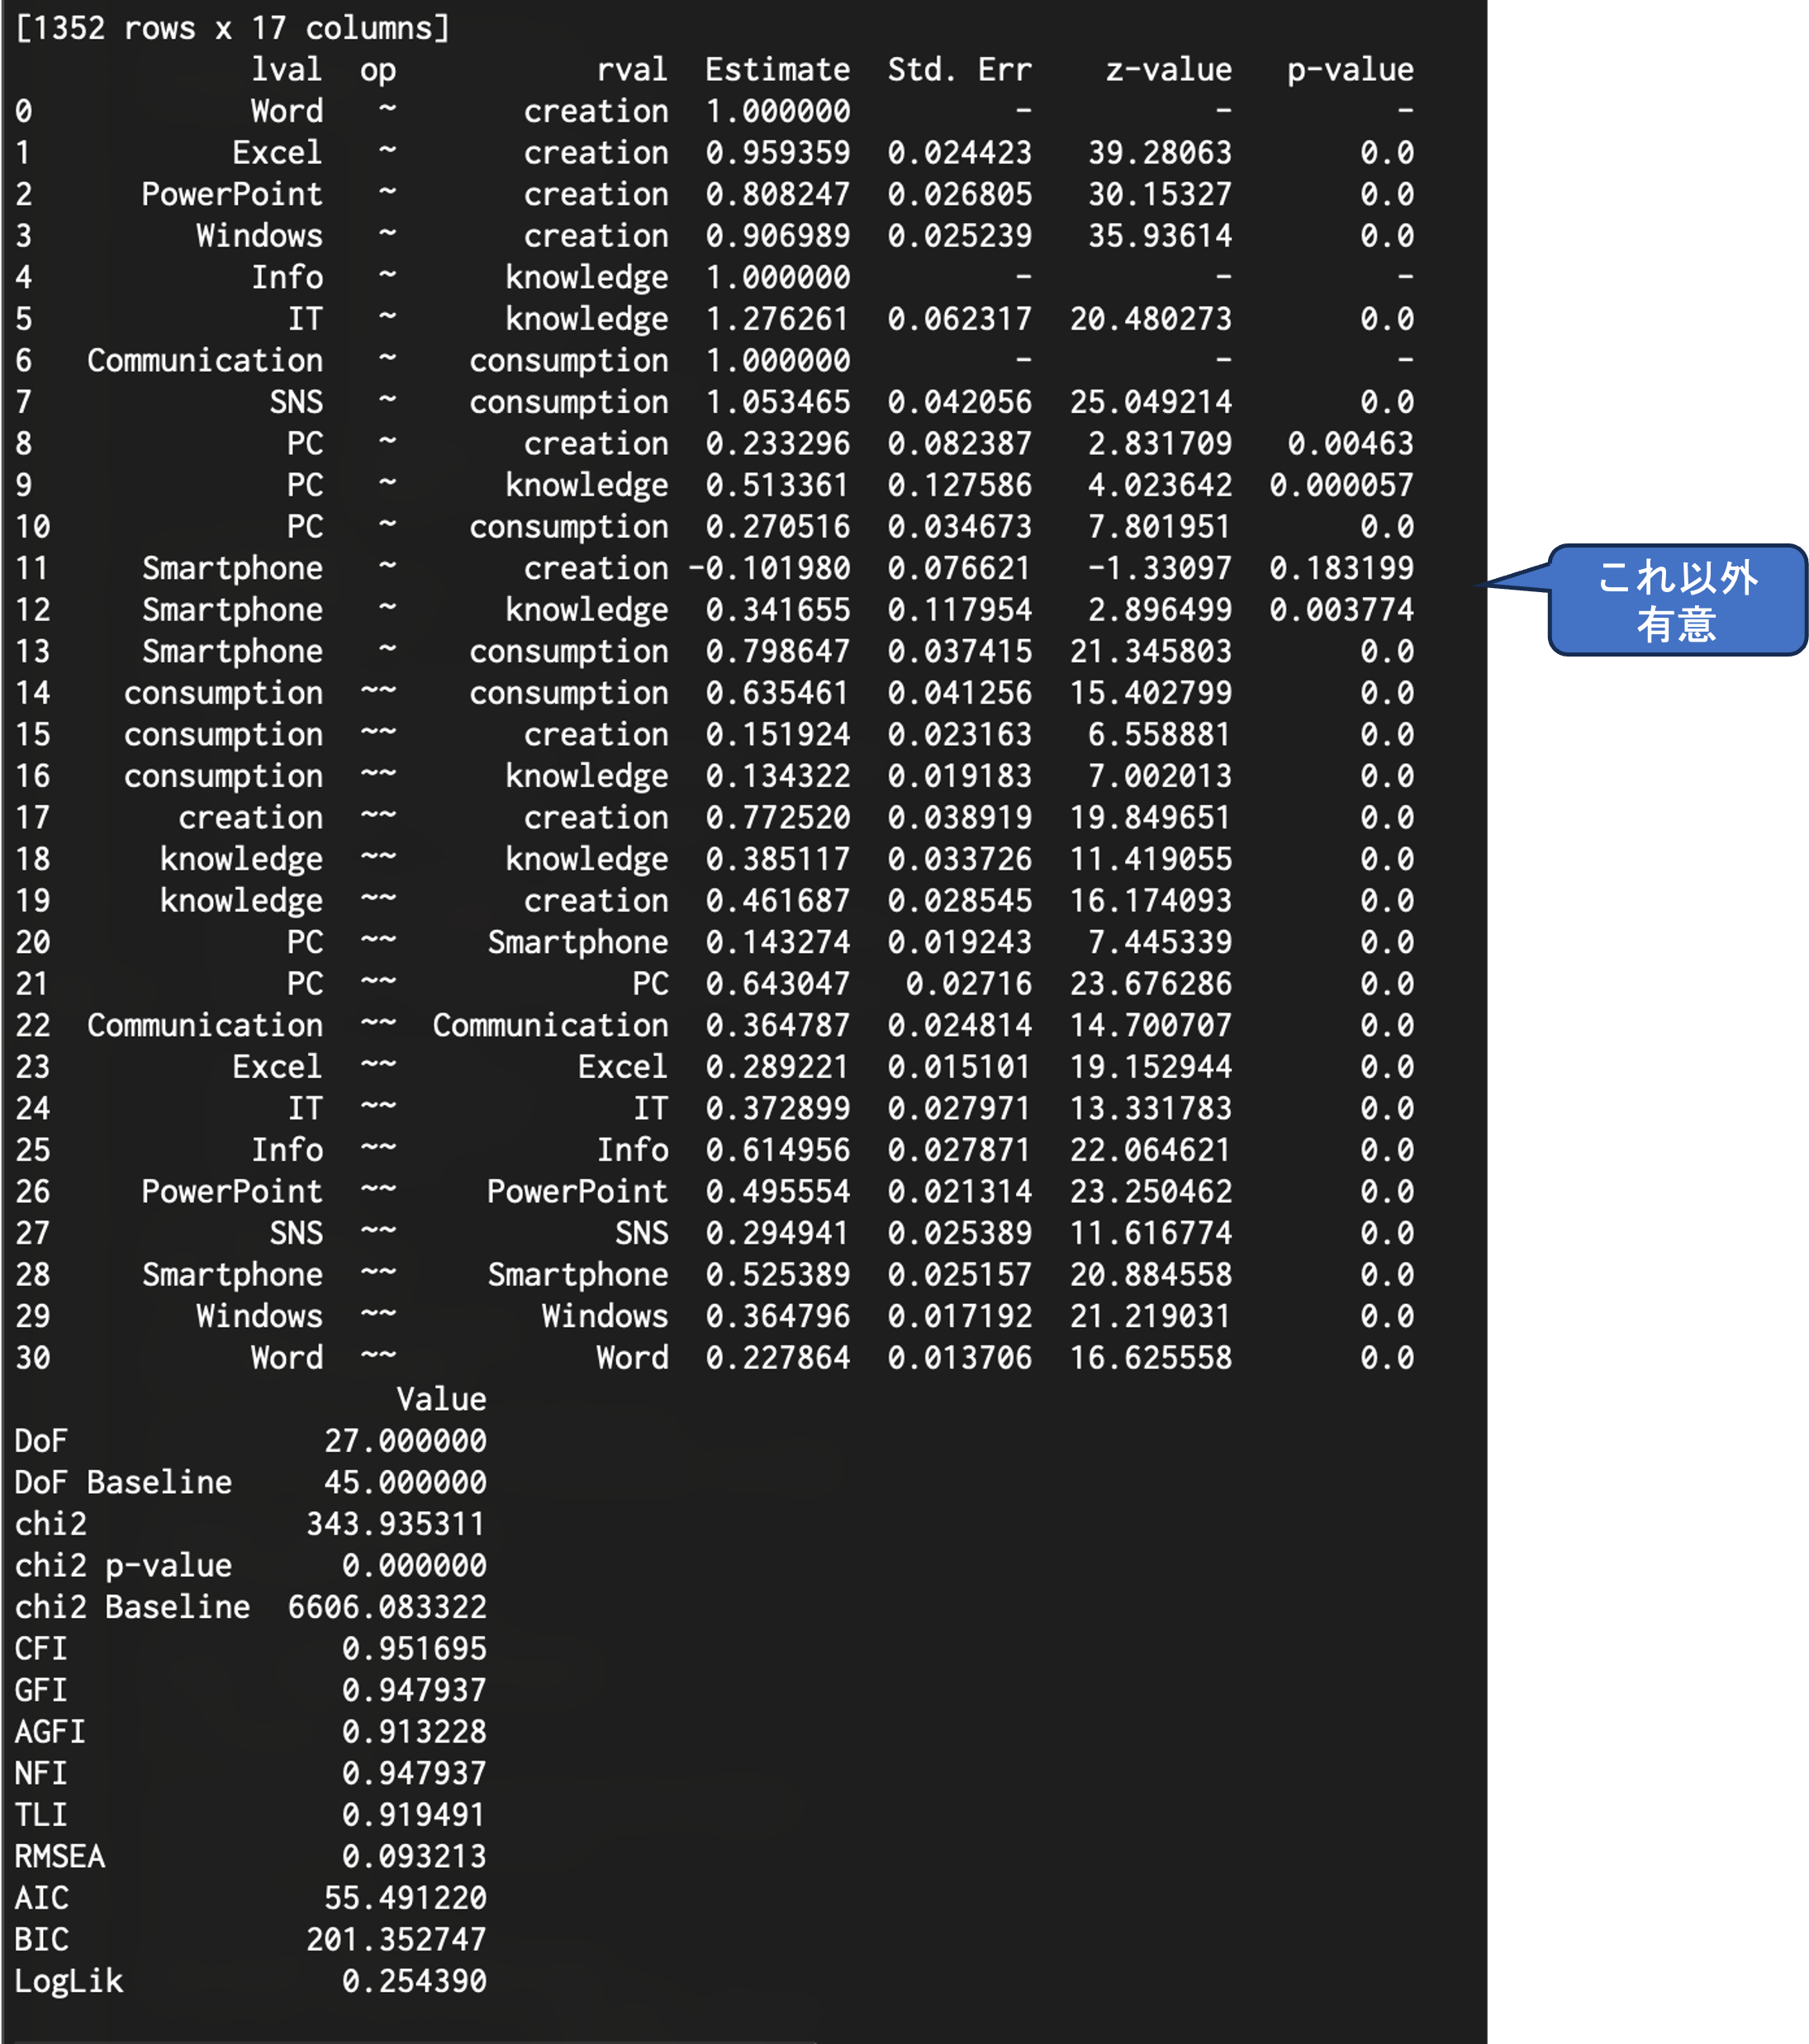 [1352 rows x 17 columns]
lval op rval Estimate Std. Err z-value p-value
0 Word ~ creation 1.000000 - - -
1 Excel ~ creation 0.959359 0.024423 39.28063 0.0
2 PowerPoint ~ creation 0.808247 0.026805 30.15327 0.0
3 Windows ~ creation 0.906989 0.025239 35.93614 0.0
4 Info ~ knowledge 1.000000 - - -
5 IT ~ knowledge 1.276261 0.062317 20.480273 0.0
6 Communication ~ consumption 1.000000 - - -
7 SNS ~ consumption 1.053465 0.042056 25.049214 0.0
8 PC ~ creation 0.233296 0.082387 2.831709 0.00463
9 PC ~ knowledge 0.513361 0.127586 4.023642 0.000057
10 PC ~ consumption 0.270516 0.034673 7.801951 0.0
11 Smartphone ~ creation -0.101980 0.076621 -1.33097 0.183199
12 Smartphone ~ knowledge 0.341655 0.117954 2.896499 0.003774
13 Smartphone ~ consumption 0.798647 0.037415 21.345803 0.0
14 consumption ~~ consumption 0.635461 0.041256 15.402799 0.0
15 consumption ~~ creation 0.151924 0.023163 6.558881 0.0
16 consumption ~~ knowledge 0.134322 0.019183 7.002013 0.0
17 creation ~~ creation 0.772520 0.038919 19.849651 0.0
18 knowledge ~~ knowledge 0.385117 0.033726 11.419055 0.0
19 knowledge ~~ creation 0.461687 0.028545 16.174093 0.0
20 PC ~~ Smartphone 0.143274 0.019243 7.445339 0.0
21 PC ~~ PC 0.643047 0.02716 23.676286 0.0
22 Communication ~~ Communication 0.364787 0.024814 14.700707 0.0
23 Excel ~~ Excel 0.289221 0.015101 19.152944 0.0
24 IT ~~ IT 0.372899 0.027971 13.331783 0.0
25 Info ~~ Info 0.614956 0.027871 22.064621 0.0
26 PowerPoint ~~ PowerPoint 0.495554 0.021314 23.250462 0.0
27 SNS ~~ SNS 0.294941 0.025389 11.616774 0.0
28 Smartphone ~~ Smartphone 0.525389 0.025157 20.884558 0.0
29 Windows ~~ Windows 0.364796 0.017192 21.219031 0.0
30 Word ~~ Word 0.227864 0.013706 16.625558 0.0
Value
DoF 27.000000
DoF Baseline 45.000000
chi2 343.935311
chi2 p-value 0.000000
chi2 Baseline 6606.083322
CFI 0.951695
GFI 0.947937
AGFI 0.913228
NFI 0.947937
TLI 0.919491
RMSEA 0.093213
AIC 55.491220
BIC 201.352747
LogLik 0.254390
これ以外
有意